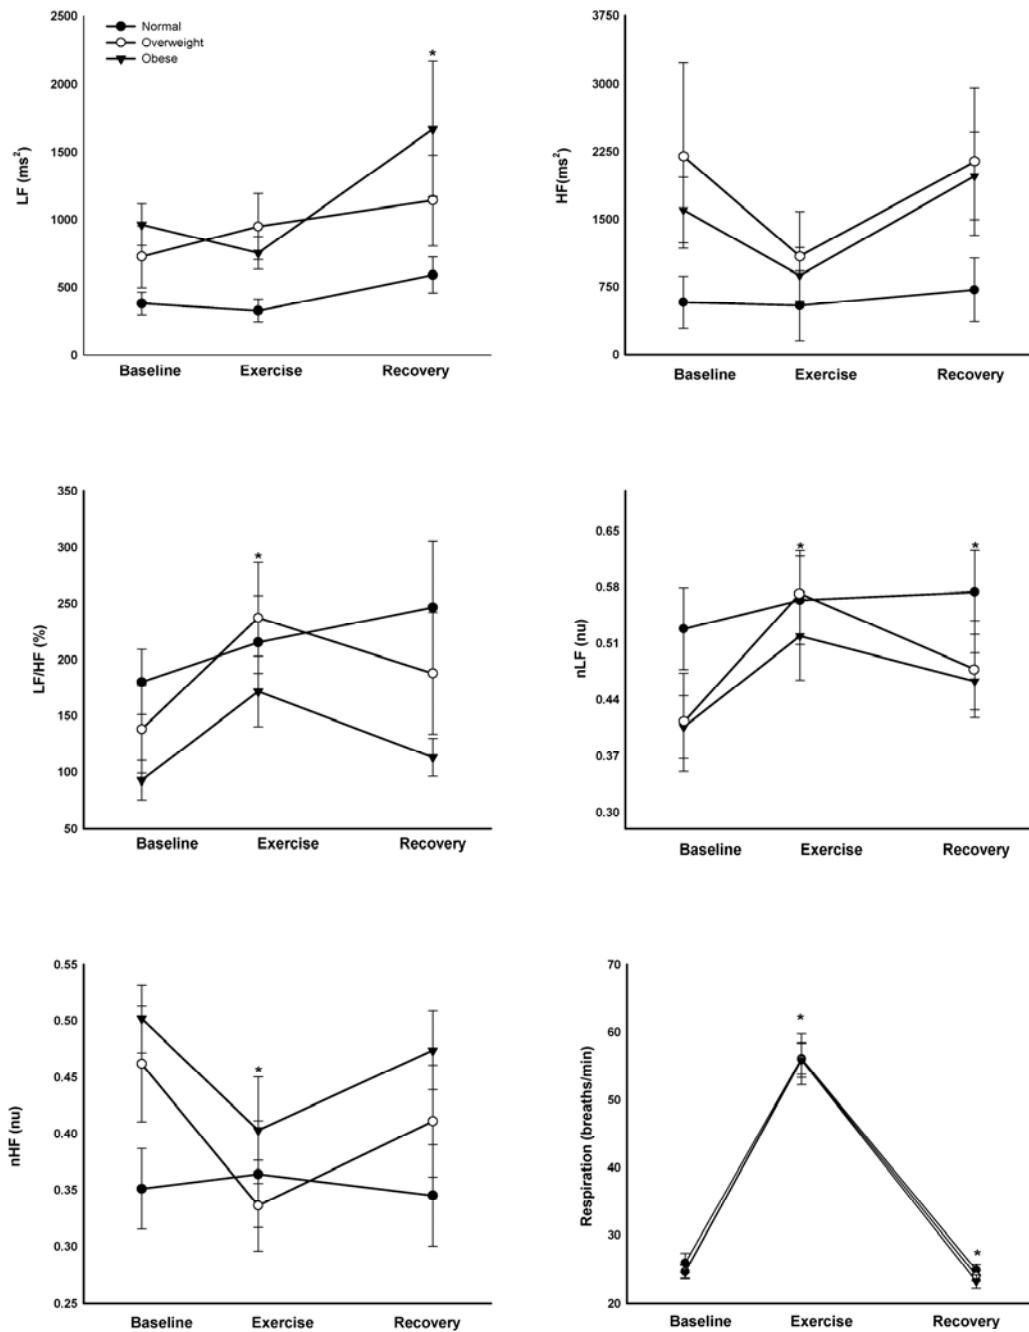 2500
2000
1500
1000
500
0
LF (ms²)
Normal
Overweight
Obese
*
Baseline Exercise Recovery
3750
3000
2250
1500
750
0
HF(ms²)
Baseline Exercise Recovery
350
300
250
200
150
100
50
LF/HF (%)
*
Baseline Exercise Recovery
0.65
0.58
0.51
0.44
0.37
0.30
nLF (nu)
* *
Baseline Exercise Recovery
0.55
0.50
0.45
0.40
0.35
0.30
0.25
nHF (nu)
*
Baseline Exercise Recovery
70
60
50
40
30
20
Respiration (breaths/min)
*
*
Baseline Exercise Recovery